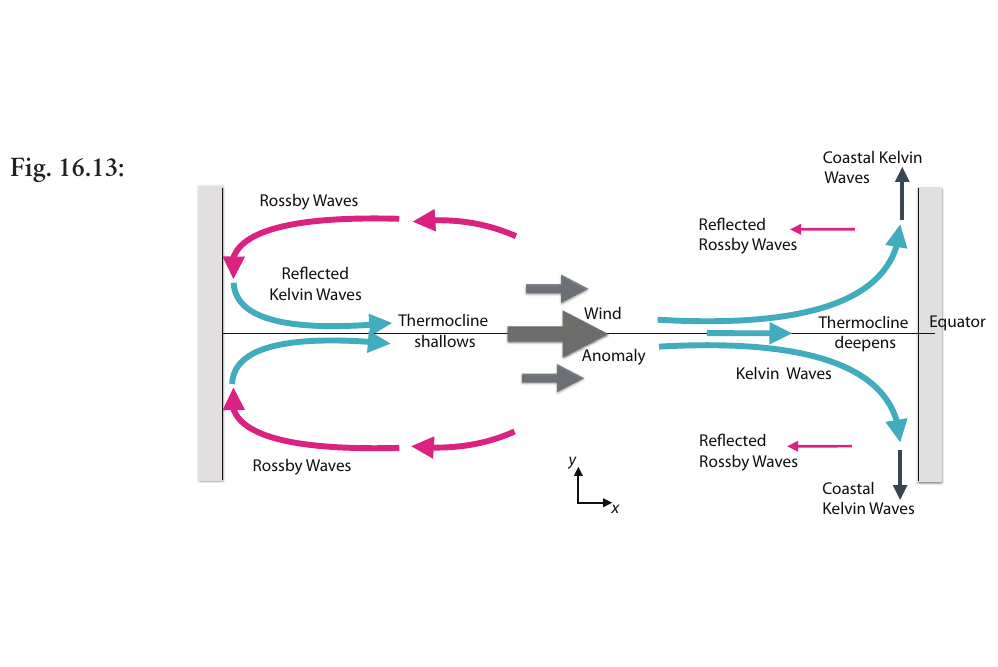 Fig. 16.13:
Coastal Kelvin
Waves
Rossby Waves
Reflected
Rossby Waves
Reflected
Kelvin Waves
Wind
Thermocline
shallows
Thermocline
deepens
Equator
Anomaly
Kelvin Waves
Reflected
Rossby Waves
Rossby Waves
y
x
Coastal
Kelvin Waves